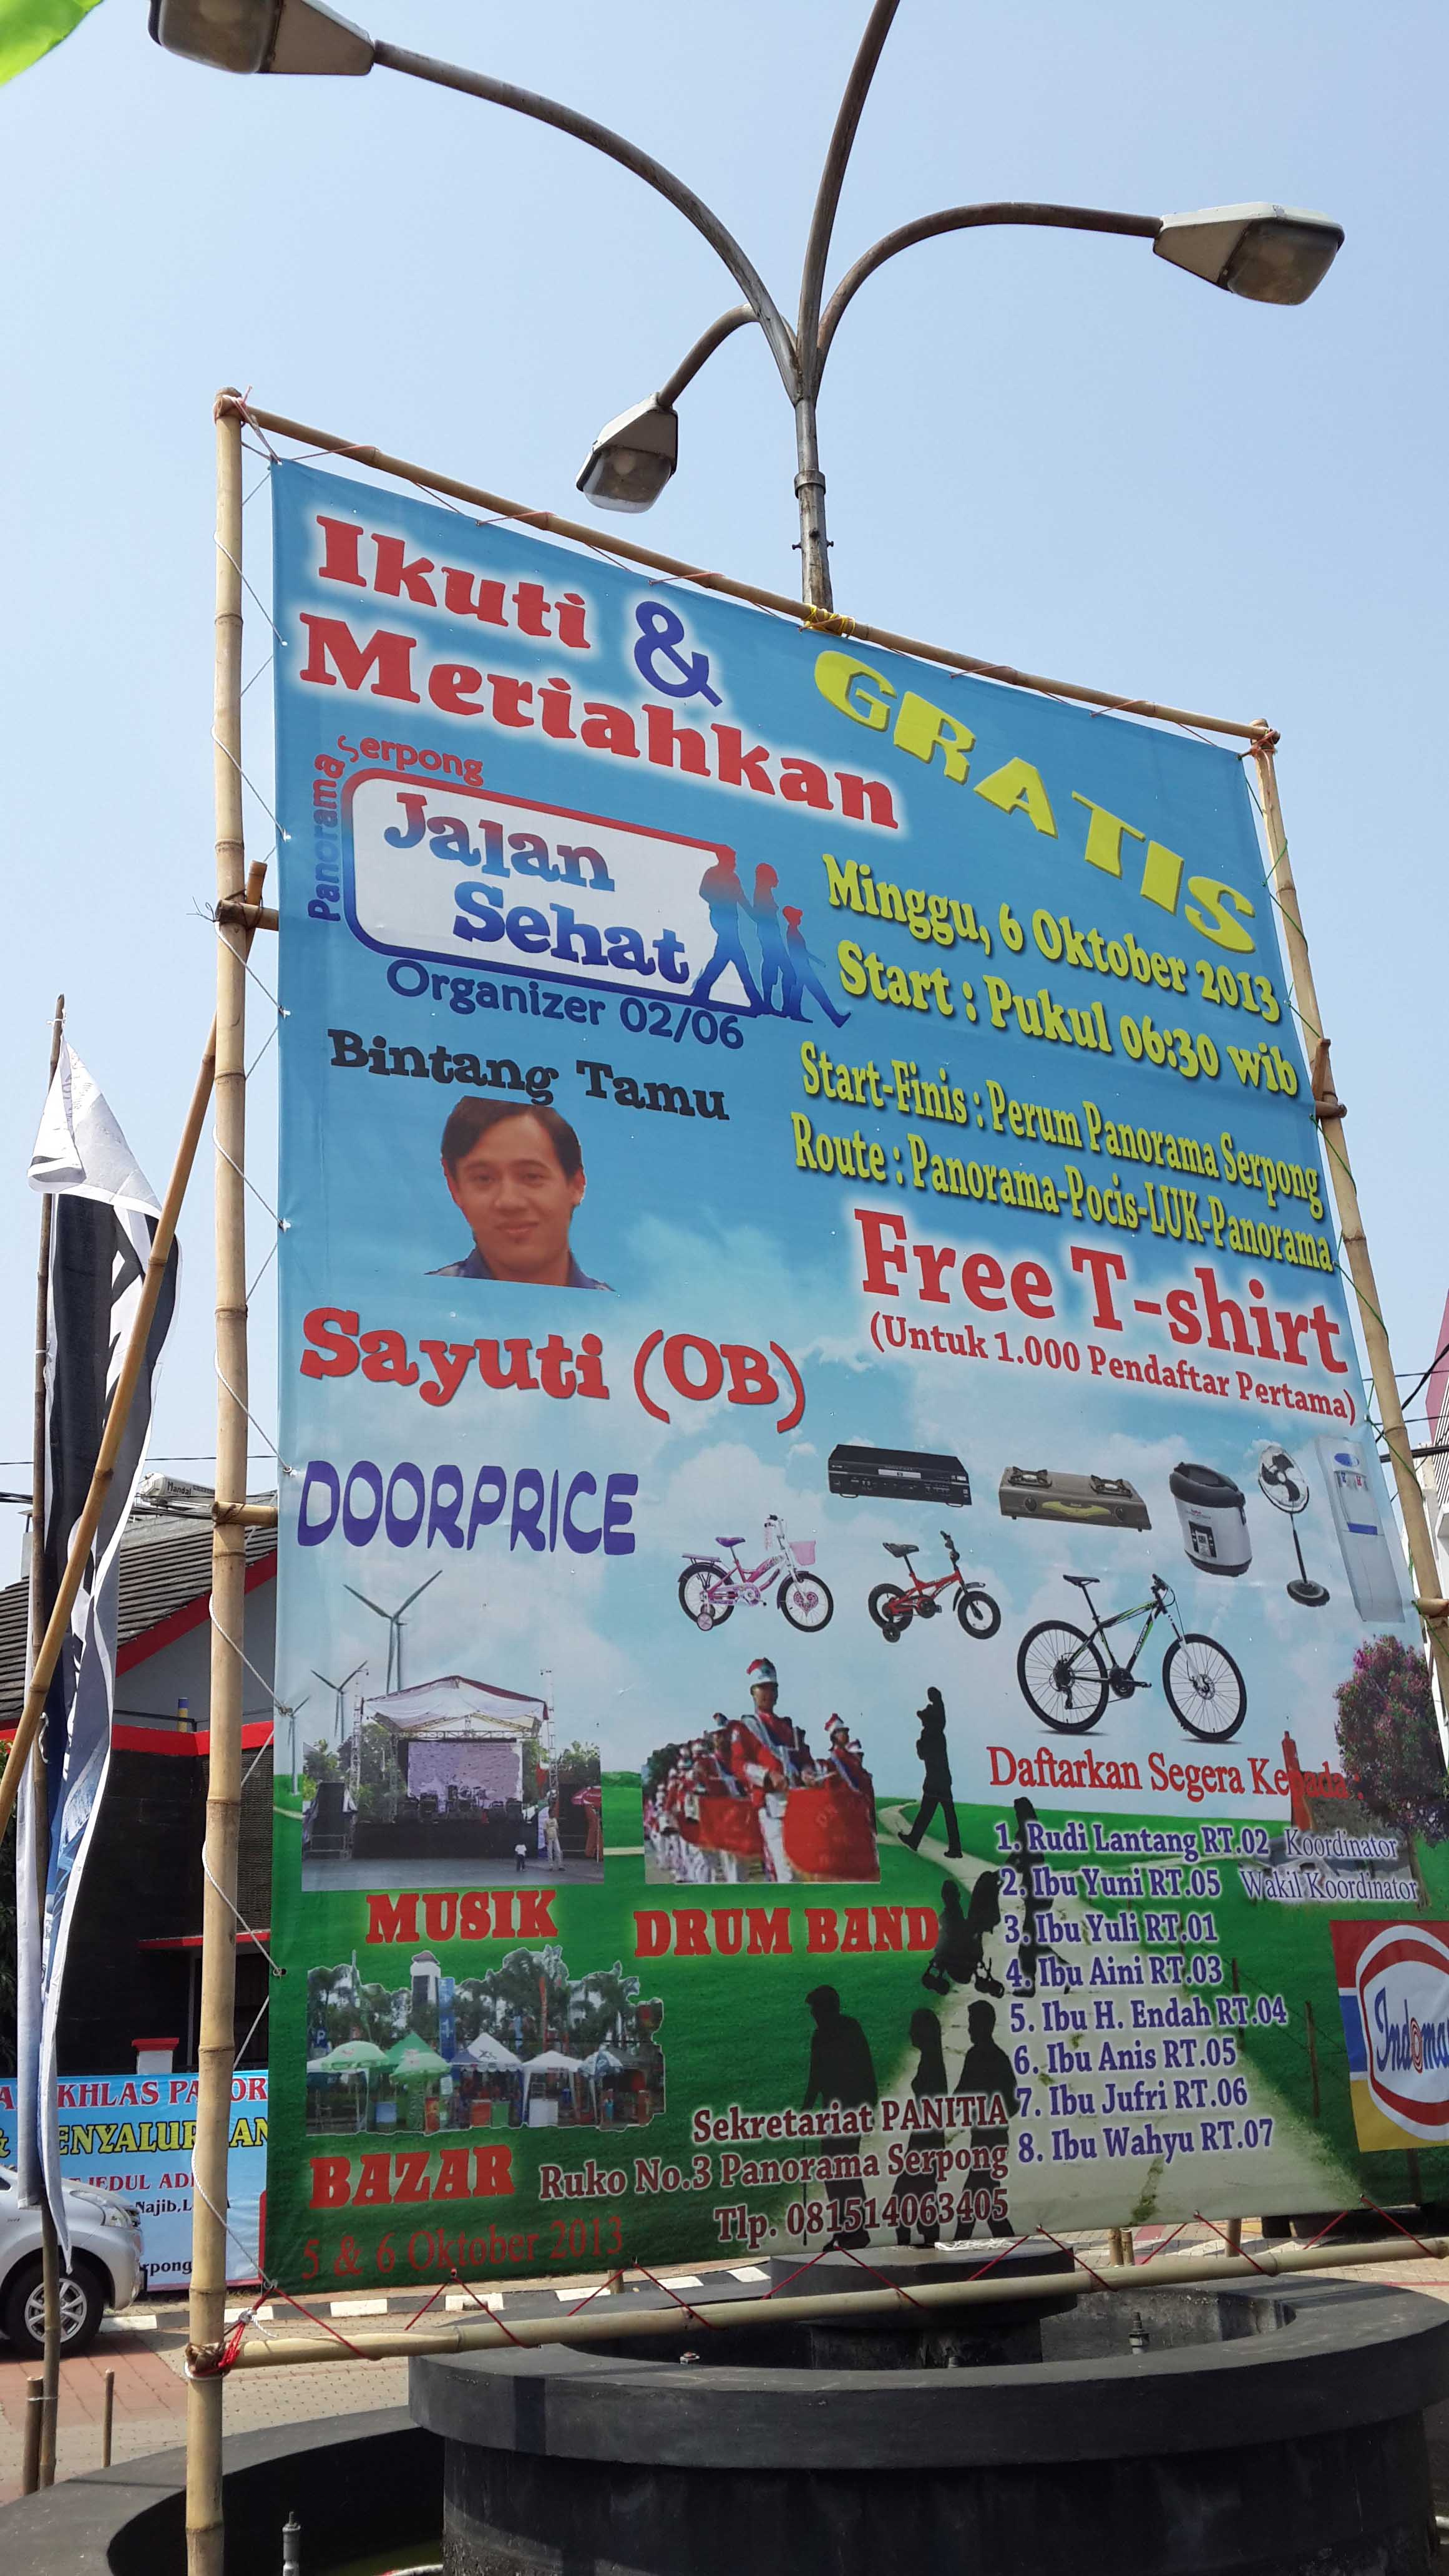 Ikuti &
Meriahkan
GRATIS
Panorama Serpong
Jalan
Sehat
Organizer 02/06
Minggu, 6 Oktober 2013
Start : Pukul 06:30 wib
Start-Finis : Perum Panorama Serpong
Route : Panorama-Pocis-LUK-Panorama
Bintang Tamu
Sayuti (OB)
Free T-shirt
(Untuk 1.000 Pendaftar Pertama)
DOORPRICE
MUSIK
DRUM BAND
BAZAR
5 & 6 Oktober 2013
Daftarkan Segera Kepada :
1. Rudi Lantang RT.02 Koordinator
2. Ibu Yuni RT.05 Wakil Koordinator
3. Ibu Yuli RT.01
4. Ibu Aini RT.03
5. Ibu H. Endah RT.04
6. Ibu Anis RT.05
7. Ibu Jufri RT.06
8. Ibu Wahyu RT.07
Sekretariat PANITIA
Ruko No.3 Panorama Serpong
Tlp. 081514063405